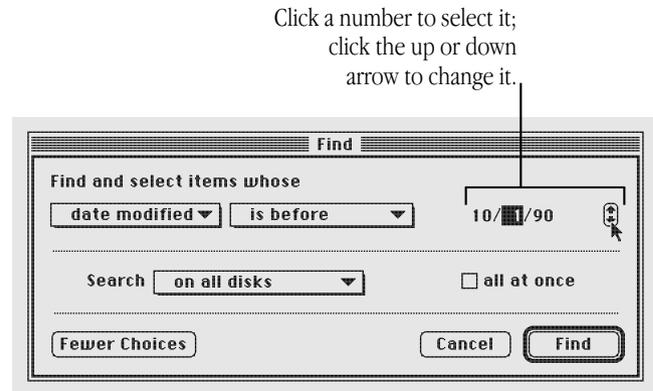 Click a number to select it;
click the up or down
arrow to change it.
Find
Find and select items whose
date modified is before 10/1/90
Search on all disks all at once
Fewer Choices Cancel Find